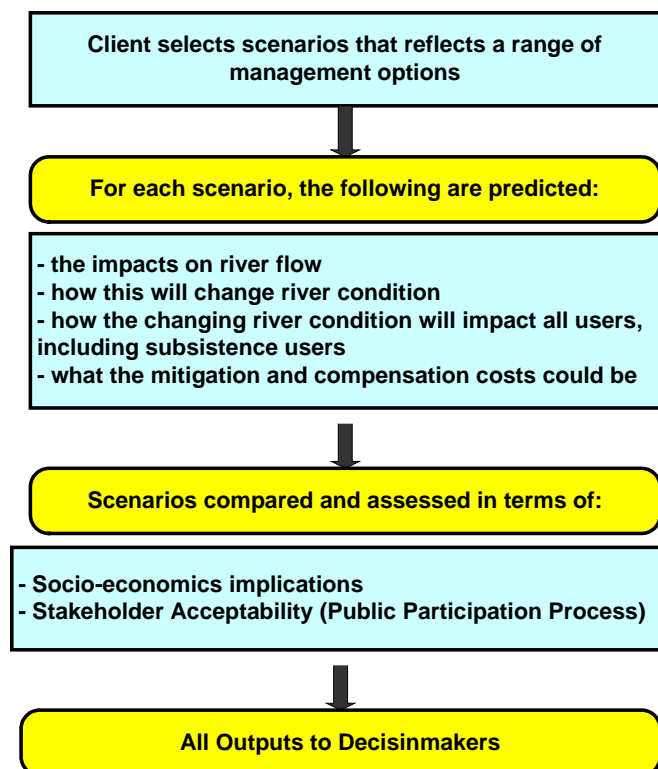 Client selects scenarios that reflects a range of
management options
For each scenario, the following are predicted:
- the impacts on river flow
- how this will change river condition
- how the changing river condition will impact all users,
including subsistence users
- what the mitigation and compensation costs could be
Scenarios compared and assessed in terms of:
- Socio-economics implications
- Stakeholder Acceptability (Public Participation Process)
All Outputs to Decisinmakers